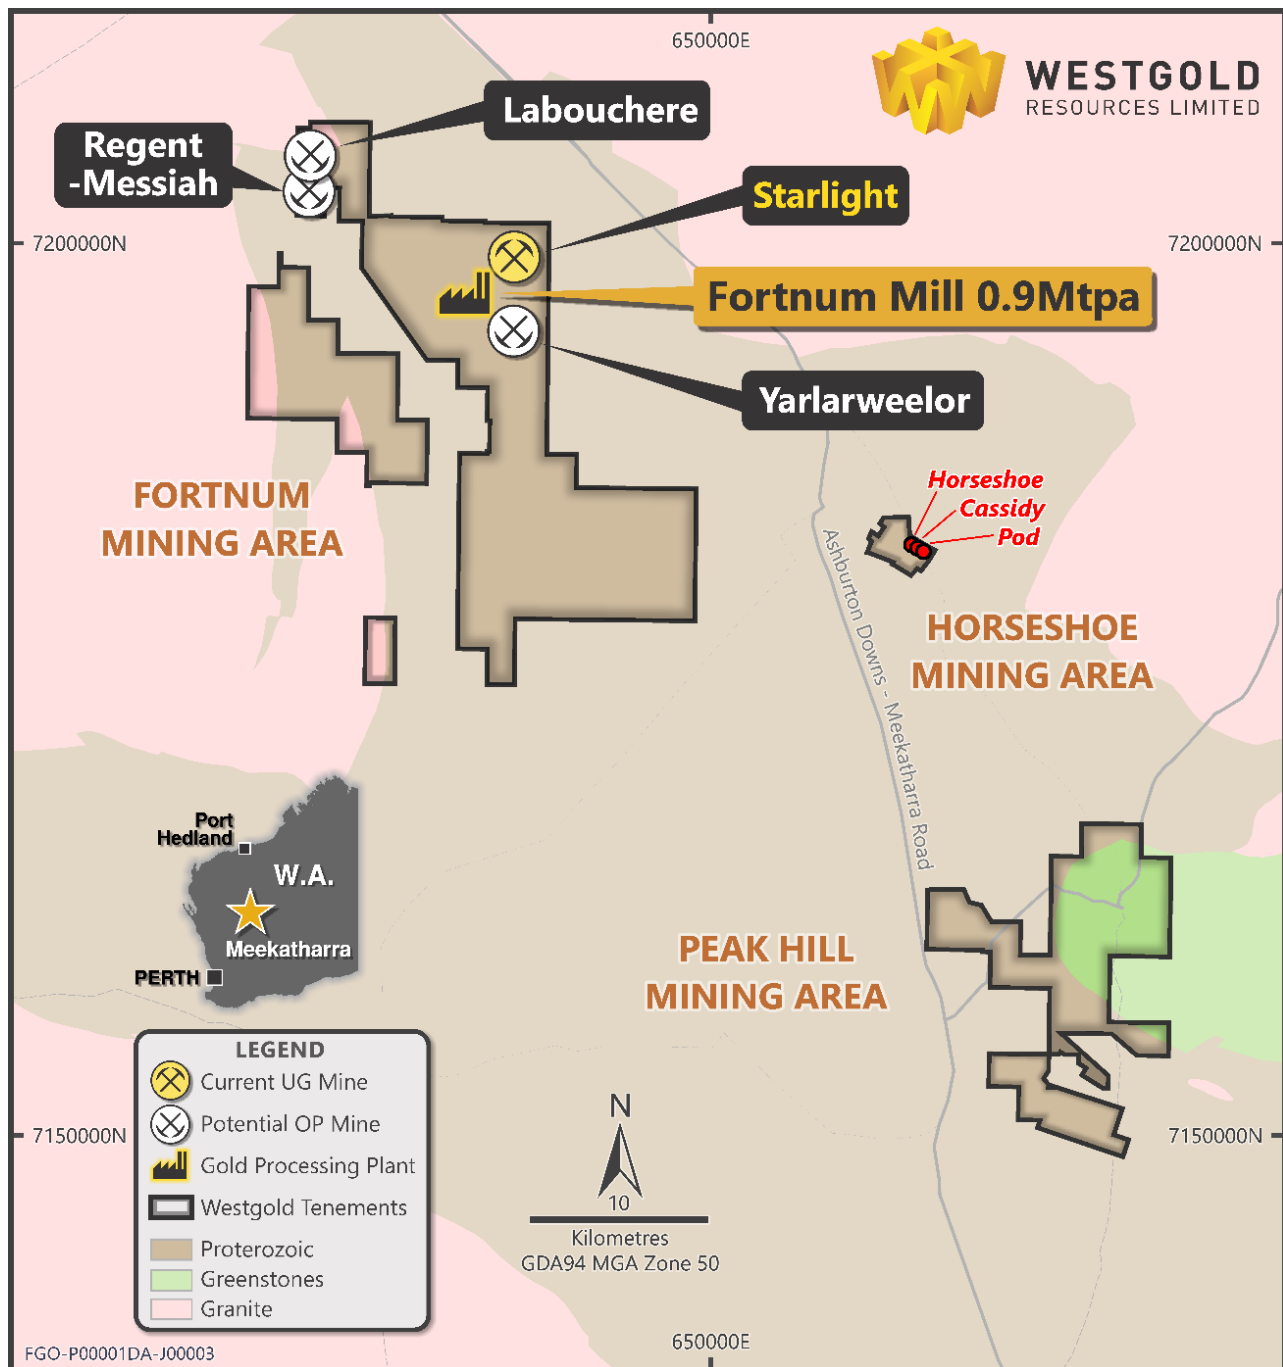 650000E
WESTGOLD
RESOURCES LIMITED
Labouchere
Regent
-Messiah
Starlight
7200000N
7200000N
Fortnum Mill 0.9Mtpa
Yarlarweelor
FORTNUM
MINING AREA
Horseshoe
Cassidy
Pod
Ashburton Downs - Meekatharra Road
HORSESHOE
MINING AREA
Port
Hedland
W.A.
Meekatharra
PERTH
PEAK HILL
MINING AREA
LEGEND
Current UG Mine
Potential OP Mine
Gold Processing Plant
Westgold Tenements
Proterozoic
Greenstones
Granite
N
10
Kilometres
GDA94 MGA Zone 50
7150000N
7150000N
650000E
FGO-P00001DA-J00003